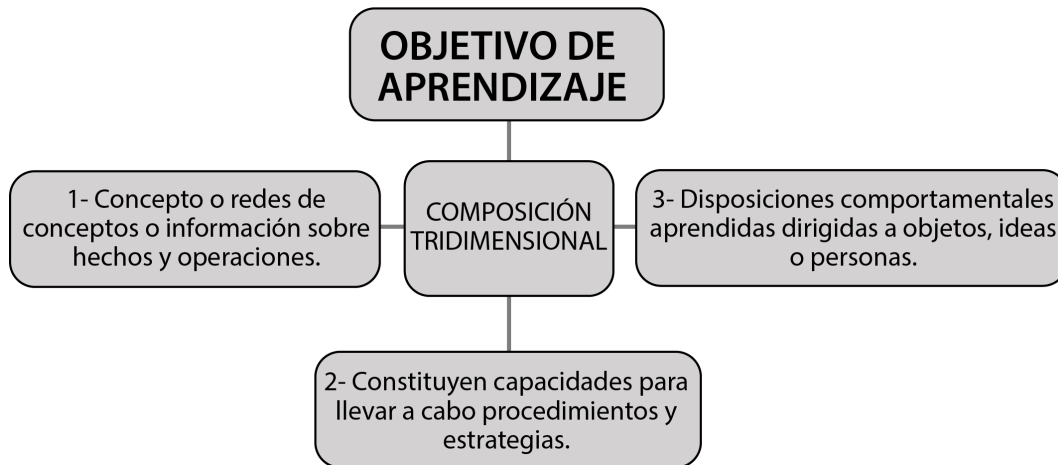 OBJETIVO DE
APRENDIZAJE
1- Concepto o redes de
conceptos o información sobre
hechos y operaciones.
COMPOSICIÓN
TRIDIMENSIONAL
3- Disposiciones comportamentales
aprendidas dirigidas a objetos, ideas
o personas.
2- Constituyen capacidades para
llevar a cabo procedimientos y
estrategias.